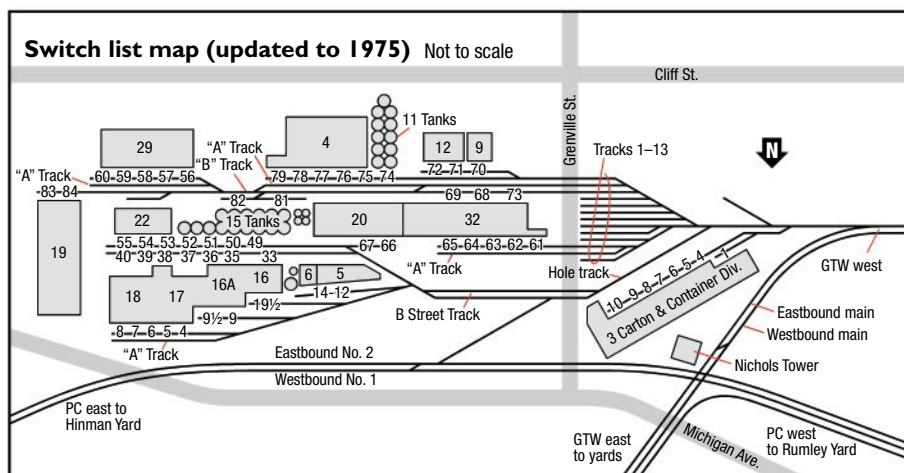 Switch list map (updated to 1975) Not to scale
Cliff St.
Grenville St.
11 Tanks
4
12
9
29
"A" Track
"B" Track
"A" Track
Tracks 1–13
N
60 59 58 57 56
79 78 77 76 75 74
72 71 70
83 84
82
81
69 68 73
19
22
15 Tanks
20
32
55 54 53 52 51 50 49
67 66
65 64 63 62 61
40 39 38 37 36 35 33
"A" Track
Hole track
GTW west
18
17
16A
16
6
5
14-12
19½
9½ 9
8 7 6 5 4
"A" Track
B Street Track
10 9 8 7 6 5 4 1
3 Carton & Container Div.
Eastbound main
Westbound main
Nichols Tower
Eastbound No. 2
Westbound No. 1
PC east to
Hinman Yard
GTW east
to yards
Michigan Ave.
PC west
to Rumley Yard